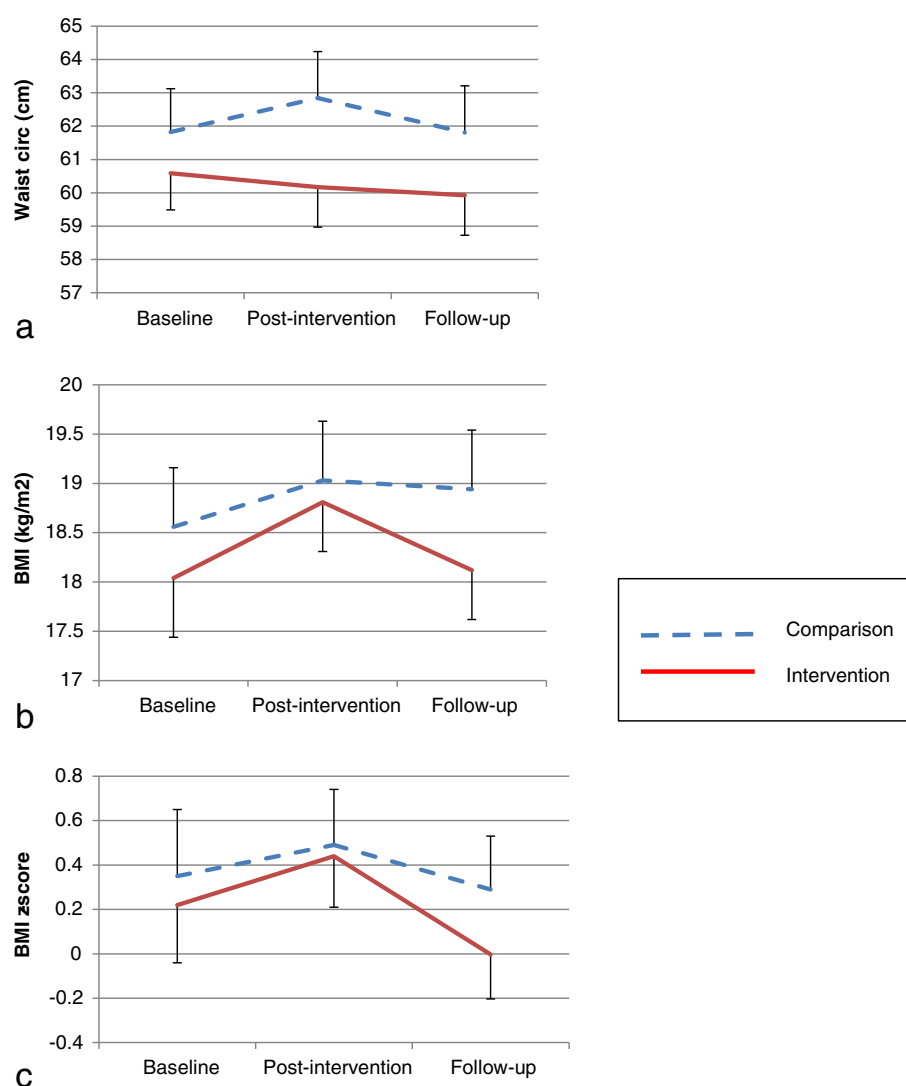 65
64
63
62
61
60
59
58
57
Waist circ (cm)
Baseline Post-intervention Follow-up
a
20
19.5
19
18.5
18
17.5
17
BMI (kg/m2)
Baseline Post-intervention Follow-up
b
Comparison
Intervention
0.8
0.6
0.4
0.2
0
-0.2
-0.4
BMI zscore
Baseline Post-intervention Follow-up
c